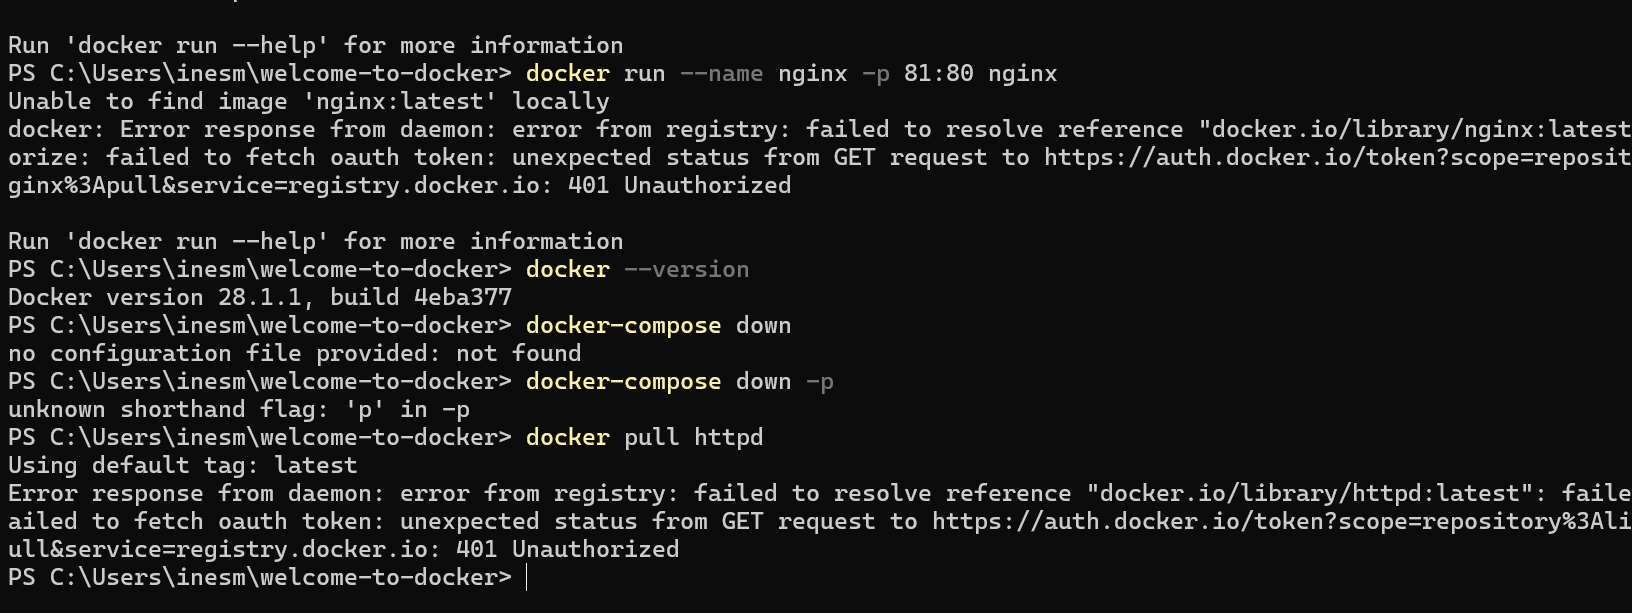 Run 'docker run --help' for more information
PS C:\Users\inesm\welcome-to-docker> docker run --name nginx -p 81:80 nginx
Unable to find image 'nginx:latest' locally
docker: Error response from daemon: error from registry: failed to resolve reference "docker.io/library/nginx:latest
orize: failed to fetch oauth token: unexpected status from GET request to https://auth.docker.io/token?scope=reposit
ginx%3Apull&service=registry.docker.io: 401 Unauthorized
Run 'docker run --help' for more information
PS C:\Users\inesm\welcome-to-docker> docker --version
Docker version 28.1.1, build 4eba377
PS C:\Users\inesm\welcome-to-docker> docker-compose down
no configuration file provided: not found
PS C:\Users\inesm\welcome-to-docker> docker-compose down -p
unknown shorthand flag: 'p' in -p
PS C:\Users\inesm\welcome-to-docker> docker pull httpd
Using default tag: latest
Error response from daemon: error from registry: failed to resolve reference "docker.io/library/httpd:latest": faile
ailed to fetch oauth token: unexpected status from GET request to https://auth.docker.io/token?scope=repository%3Ali
ull&service=registry.docker.io: 401 Unauthorized
PS C:\Users\inesm\welcome-to-docker>